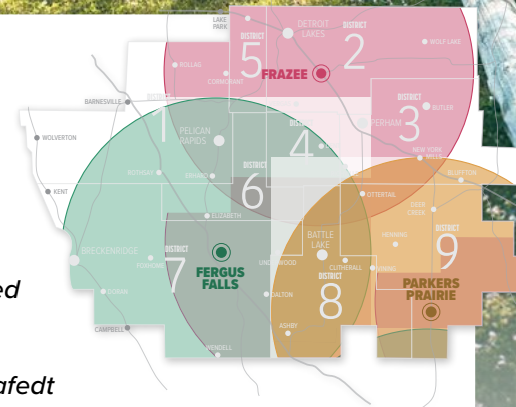 LAKE
PARK
DETROIT
LAKES
DISTRICT
5
DISTRICT
2
WOLF LAKE
ROLLAG
CORMORANT
FRAZEE
BARNESVILLE
DISTRICT
1
DISTRICT
3
BUTLER
PERHAM
WOLVERTON
PELICAN
RAPIDS
4
NEW YORK
MILLS
ROTHSAY
ERHARD
DISTRICT
6
BLUFFTON
KENT
OTTERTAIL
DEER
CREEK
ELIZABETH
BATTLE
LAKE
HENNING
DISTRICT
9
BRECKENRIDGE
DISTRICT
7
FERGUS
FALLS
CLITHERALL
VINING
DISTRICT
8
PARKERS
PRAIRIE
DORAN
DALTON
CAMPBELL
ASHBY
WENDELL
ed
afedt